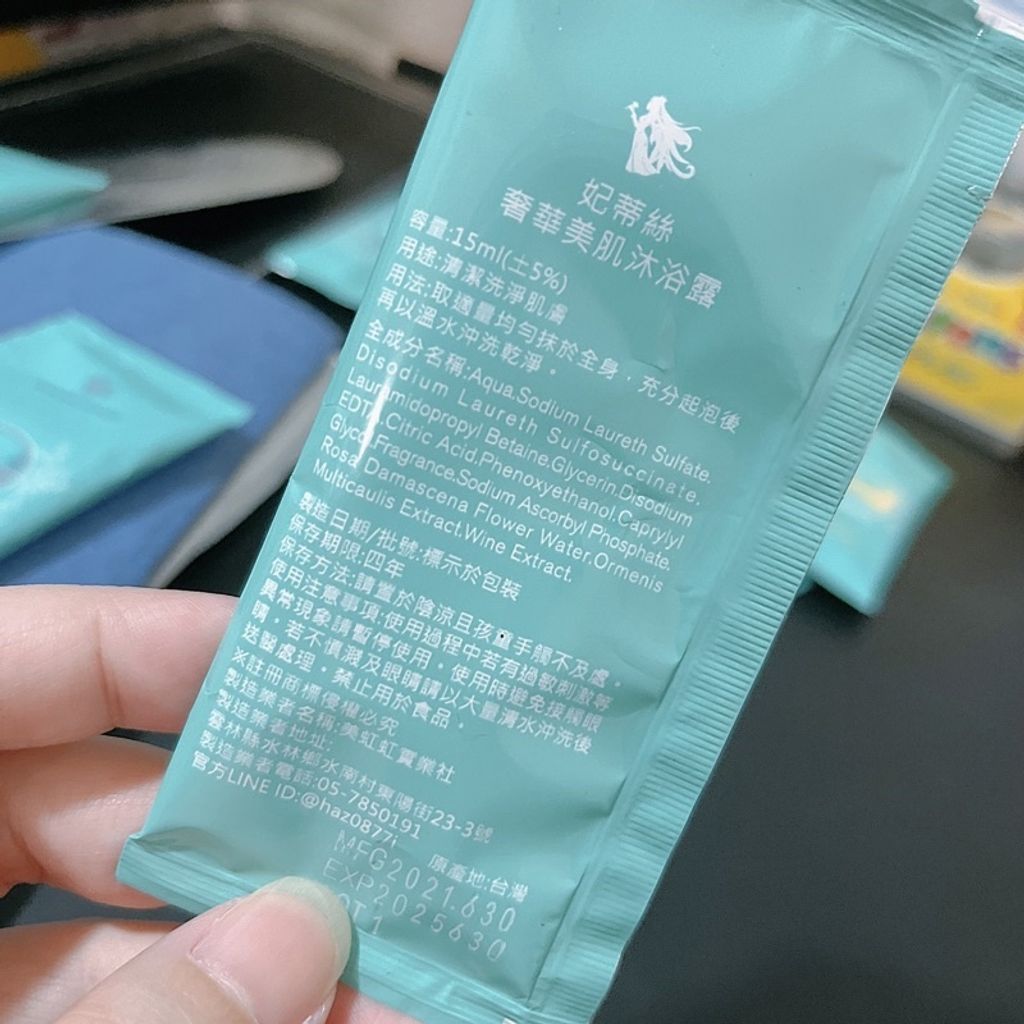 妃蒂絲
奢華美肌沐浴露
容量:15ml(±5%)
用途:清潔洗淨肌膚
用法:取適量均勻抹於全身，充分起泡後
再以溫水沖洗乾淨。
全成分名稱:Aqua.Sodium Laureth Sulfate.
Disodium Laureth Sulfosuccinate.
Lauramidopropyl Betaine.Glycerin.Disodium
EDTA.Citric Acid.Phenoxyethanol.Caprylyl
Glycol.Fragrance.Sodium Ascorbyl Phosphate.
Rosa Damascena Flower Water.Ormenis
Multicaulis Extract.Wine Extract.
製造日期/批號:標示於包裝
保存期限:四年
保存方法:請置於陰涼且孩童手觸不及處。
使用注意事項:使用過程中若有過敏刺激等
異常現象請暫停使用。使用時避免接觸眼
睛，若不慎濺及眼睛請以大量清水沖洗後
送醫處理。禁止用於食品
※註冊商標侵權必究
製造業者名稱:美虹虹實業社
製造業者地址:
雲林縣水林鄉水南村東陽街23-3號
製造業者電話:05-7850191
官方LINE ID:@haz0877i
原產地:台灣
MFG2021.630
EXP2025630
OT 1